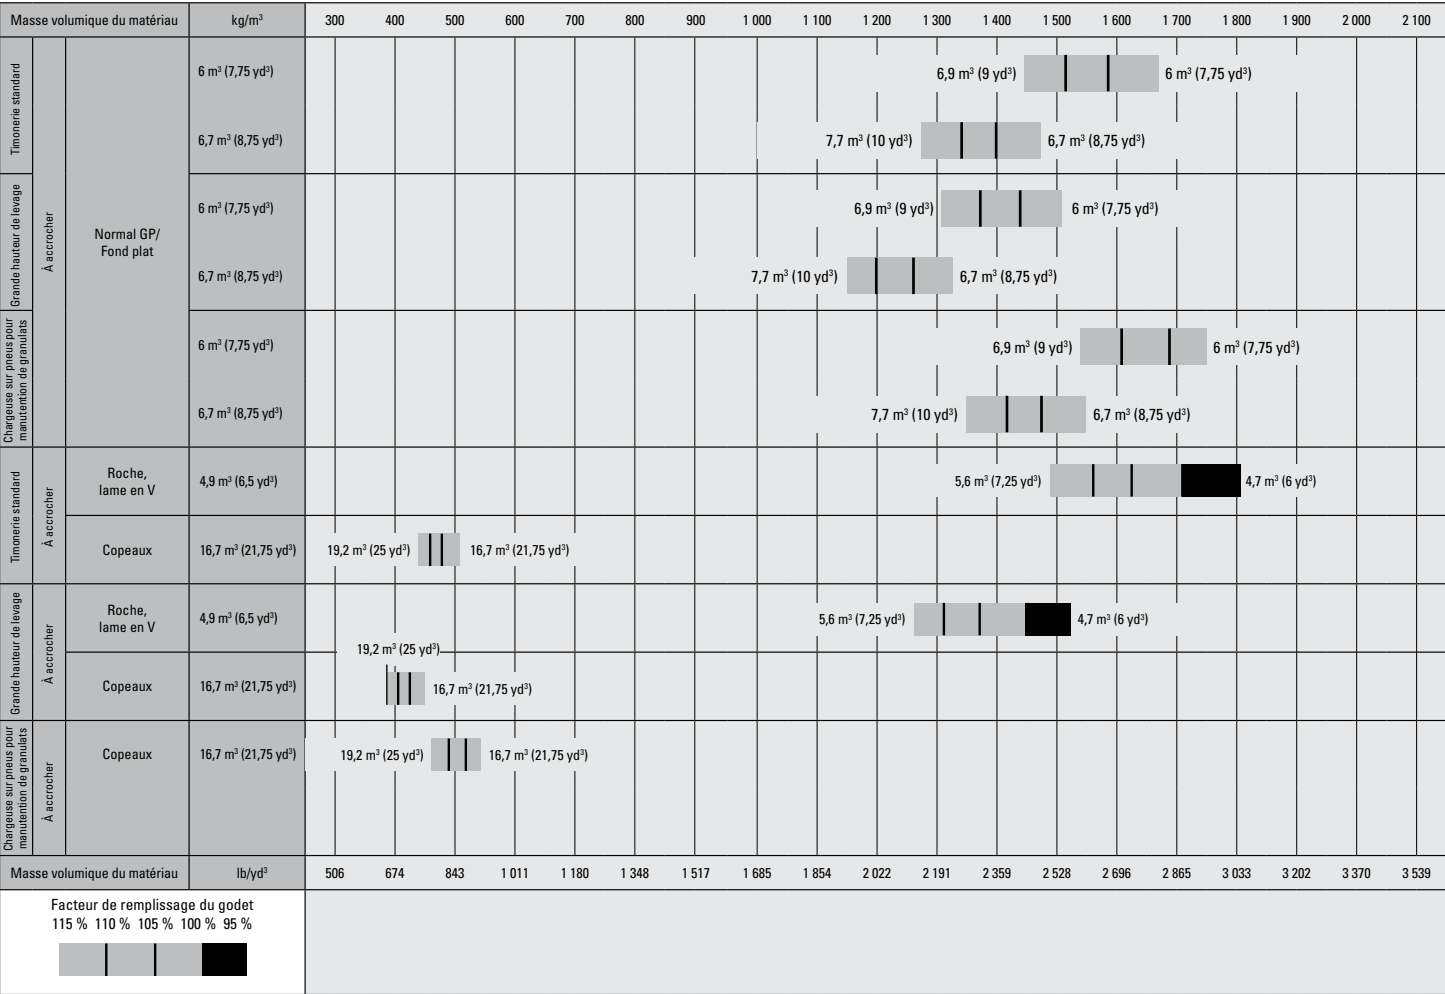 Masse volumique du matériau kg/m³ 300 400 500 600 700 800 900 1 000 1 100 1 200 1 300 1 400 1 500 1 600 1 700 1 800 1 900 2 000 2 100
Timonerie standard
À accrocher
Normal GP/
Fond plat
6 m³ (7,75 yd³)
6,9 m³ (9 yd³) 6 m³ (7,75 yd³)
6,7 m³ (8,75 yd³)
7,7 m³ (10 yd³) 6,7 m³ (8,75 yd³)
Grande hauteur de levage
6 m³ (7,75 yd³)
6,9 m³ (9 yd³) 6 m³ (7,75 yd³)
6,7 m³ (8,75 yd³)
7,7 m³ (10 yd³) 6,7 m³ (8,75 yd³)
Chargeuse sur pneus pour
manutention de granulats
6 m³ (7,75 yd³)
6,9 m³ (9 yd³) 6 m³ (7,75 yd³)
6,7 m³ (8,75 yd³)
7,7 m³ (10 yd³) 6,7 m³ (8,75 yd³)
Timonerie standard
À accrocher
Roche,
lame en V
4,9 m³ (6,5 yd³)
5,6 m³ (7,25 yd³) 4,7 m³ (6 yd³)
Copeaux
16,7 m³ (21,75 yd³)
19,2 m³ (25 yd³) 16,7 m³ (21,75 yd³)
Grande hauteur de levage
À accrocher
Roche,
lame en V
4,9 m³ (6,5 yd³)
5,6 m³ (7,25 yd³) 4,7 m³ (6 yd³)
Copeaux
16,7 m³ (21,75 yd³)
19,2 m³ (25 yd³)
16,7 m³ (21,75 yd³)
Chargeuse sur pneus pour
manutention de granulats
À accrocher
Copeaux
16,7 m³ (21,75 yd³)
19,2 m³ (25 yd³) 16,7 m³ (21,75 yd³)
Masse volumique du matériau lb/yd³ 506 674 843 1 011 1 180 1 348 1 517 1 685 1 854 2 022 2 191 2 359 2 528 2 696 2 865 3 033 3 202 3 370 3 539
Facteur de remplissage du godet
115 % 110 % 105 % 100 % 95 %